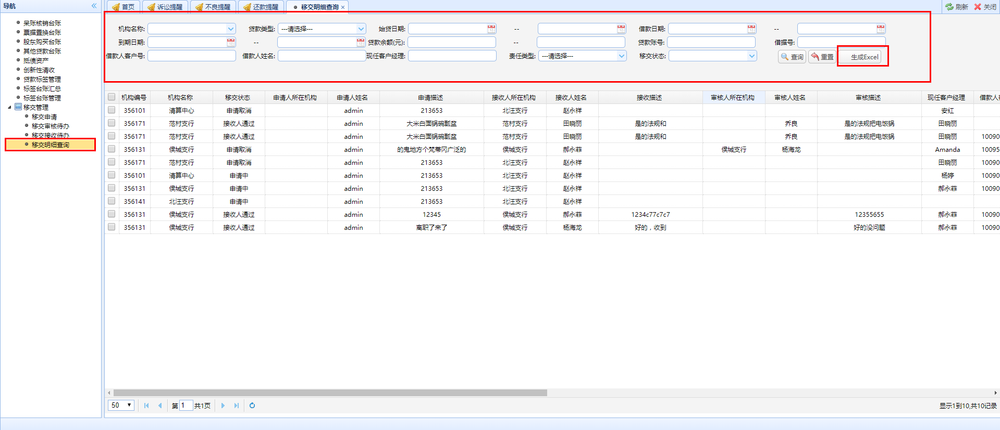 导航
首页 诉讼提醒 不良提醒 还款提醒 移交明细查询 刷新 关闭
呆账核销台账
票据置换台账
股东购买台账
其他贷款台账
抵债资产
创新性清收
贷款标签管理
标签台账汇总
标签台账管理
移交管理
移交申请
移交审核待办
移交接收待办
移交明细查询
机构名称: 贷款类型: ---请选择--- 始贷日期: -- 借款日期: --
到期日期: -- 贷款余额(元): -- 贷款账号: 借据号:
借款人客户号: 借款人姓名: 现任客户经理: 责任类型: ---请选择--- 移交状态: 查询 重置 生成Excel
机构编号 机构名称 移交状态 申请人所在机构 申请人姓名 申请描述 接收人所在机构 接收人姓名 接收描述 审核人所在机构 审核人姓名 审核描述 现任客户经理 借款人
356101 清算中心 申请取消 admin 213653 北汪支行 赵永祥 安红
356171 范村支行 接收人通过 admin 大米白面锅碗瓢盆 范村支行 田晓丽 是的法规和 乔良 是的法规把电饭锅 田晓丽
356171 范村支行 接收人通过 admin 大米白面锅碗瓢盆 范村支行 田晓丽 是的法规和 乔良 是的法规把电饭锅 田晓丽 10090
356131 侯城支行 申请取消 admin 的鬼地方个梵蒂冈广泛的 侯城支行 郝永菲 侯城支行 杨海龙 Amanda 10095
356171 范村支行 申请取消 admin 213653 北汪支行 赵永祥 田晓丽 10090
356101 清算中心 申请中 admin 213653 北汪支行 赵永祥 杨婷 10090
356131 侯城支行 申请中 admin 213653 北汪支行 赵永祥 郝永菲 10090
356141 北汪支行 申请中 admin 213653 北汪支行 赵永祥
356131 侯城支行 接收人通过 admin 12345 侯城支行 郝永菲 1234c77c7c7 12355655 郝永菲 10090
356131 侯城支行 接收人通过 admin 离职了来了 侯城支行 杨海龙 好的，收到 好的没问题 郝永菲 10090
50 第 1 共1页 显示1到10,共10记录